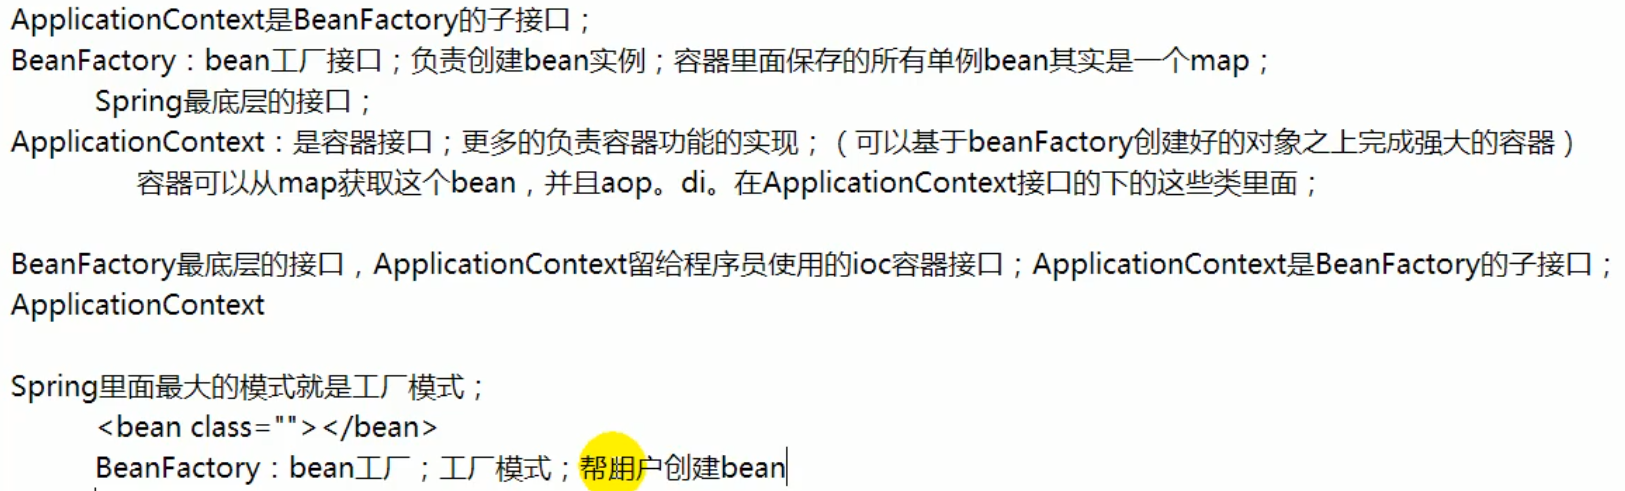 ApplicationContext是BeanFactory的子接口；
BeanFactory：bean工厂接口；负责创建bean实例；容器里面保存的所有单例bean其实是一个map；
Spring最底层的接口；
ApplicationContext：是容器接口；更多的负责容器功能的实现；（可以基于beanFactory创建好的对象之上完成强大的容器）
容器可以从map获取这个bean，并且aop。di。在ApplicationContext接口的下的这些类里面；
BeanFactory最底层的接口，ApplicationContext留给程序员使用的ioc容器接口；ApplicationContext是BeanFactory的子接口；
ApplicationContext
Spring里面最大的模式就是工厂模式；
<bean class=""></bean>
BeanFactory：bean工厂；工厂模式；帮用户创建bean